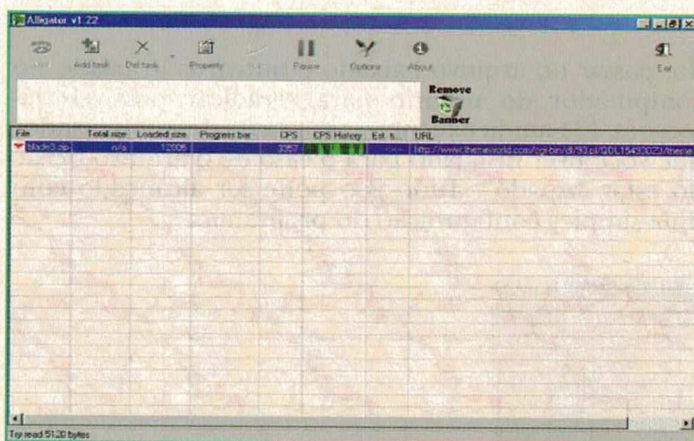 Alligator v1.22
Add task
Del task
Property
Pause
Options
About
Remove
Banner
File Total size Loaded size Progress bar CPS CPS History Est. s... URL
blade3.zip n/a 12006 3357 http://www.themeworld.com/cgi-bin/dl/93.pl/
Try read 5120 bytes